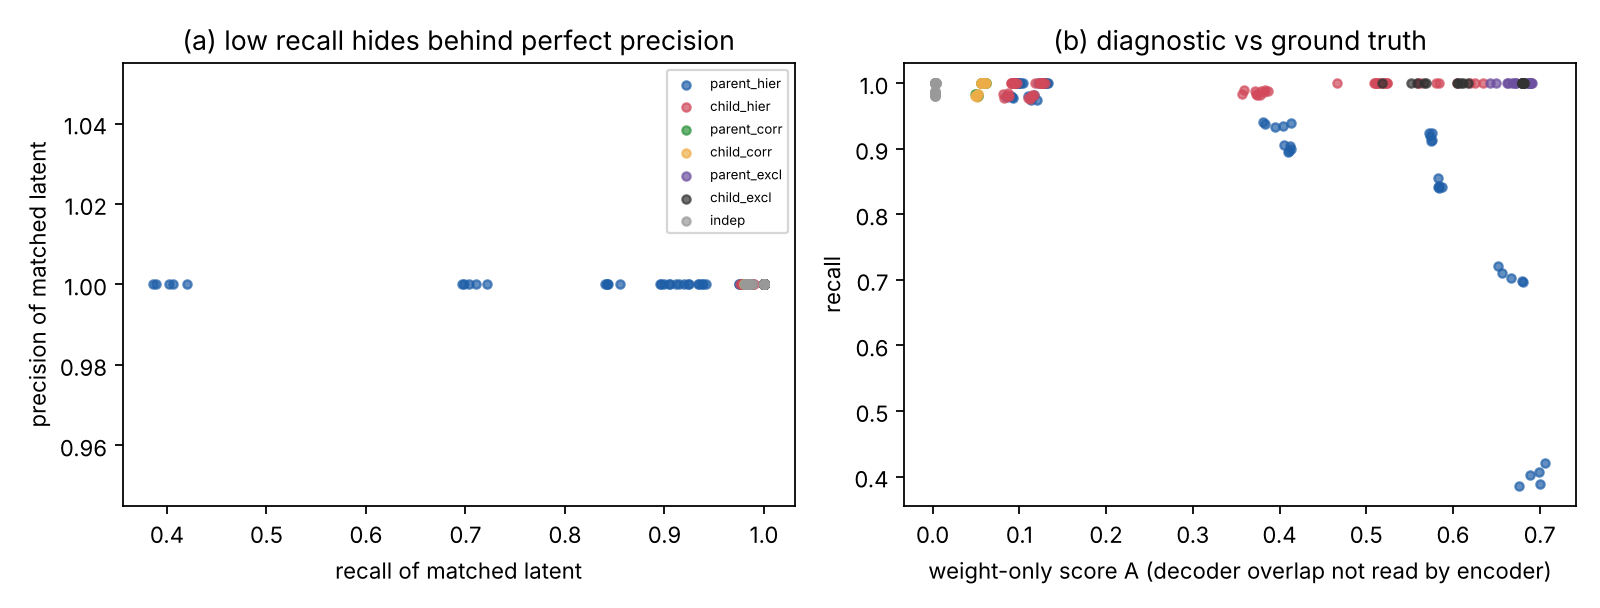 (a) low recall hides behind perfect precision
precision of matched latent
1.04
1.02
1.00
0.98
0.96
parent_hier
child_hier
parent_corr
child_corr
parent_excl
child_excl
indep
0.4 0.5 0.6 0.7 0.8 0.9 1.0
recall of matched latent
(b) diagnostic vs ground truth
recall
1.0
0.9
0.8
0.7
0.6
0.5
0.4
0.0 0.1 0.2 0.3 0.4 0.5 0.6 0.7
weight-only score A (decoder overlap not read by encoder)